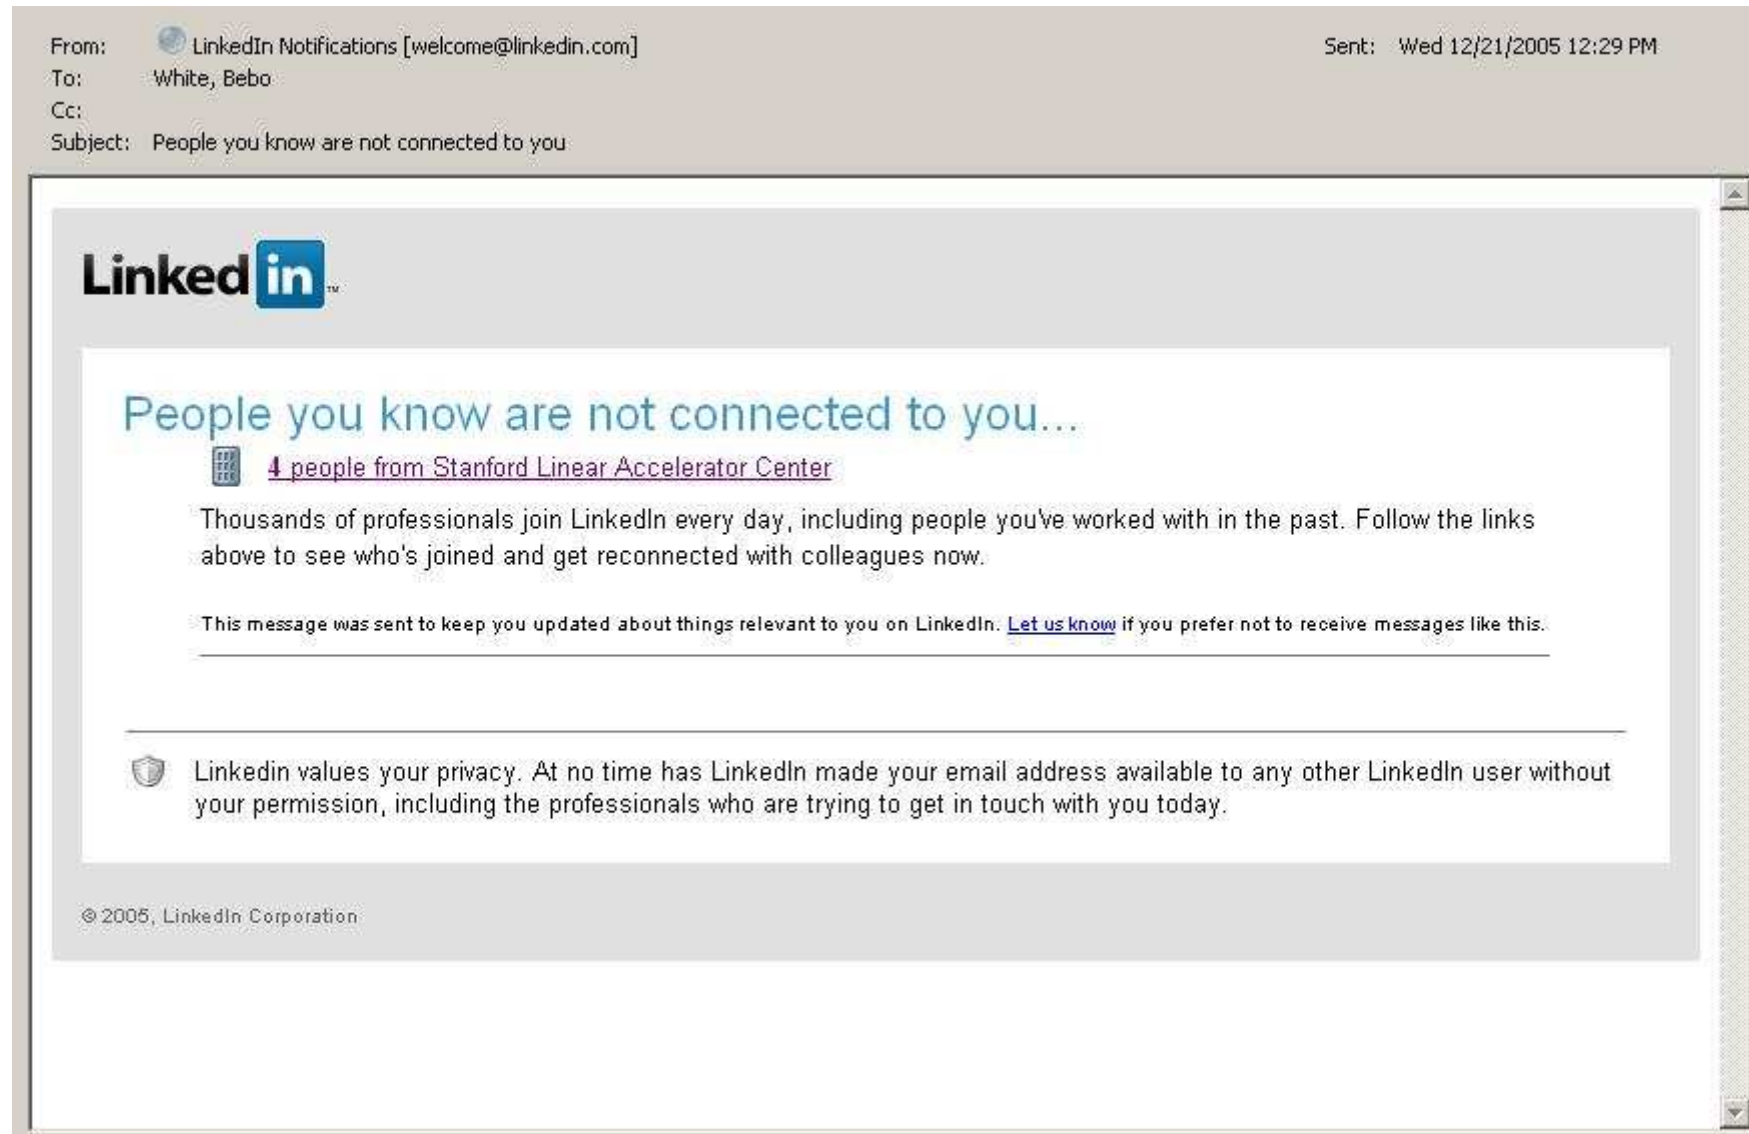 From: LinkedIn Notifications [welcome@linkedin.com] Sent: Wed 12/21/2005 12:29 PM
To: White, Bebo
Cc:
Subject: People you know are not connected to you
Linked in ™
People you know are not connected to you...
4 people from Stanford Linear Accelerator Center
Thousands of professionals join LinkedIn every day, including people you've worked with in the past. Follow the links
above to see who's joined and get reconnected with colleagues now.
This message was sent to keep you updated about things relevant to you on LinkedIn. Let us know if you prefer not to receive messages like this.
Linkedin values your privacy. At no time has LinkedIn made your email address available to any other LinkedIn user without
your permission, including the professionals who are trying to get in touch with you today.
© 2005, LinkedIn Corporation